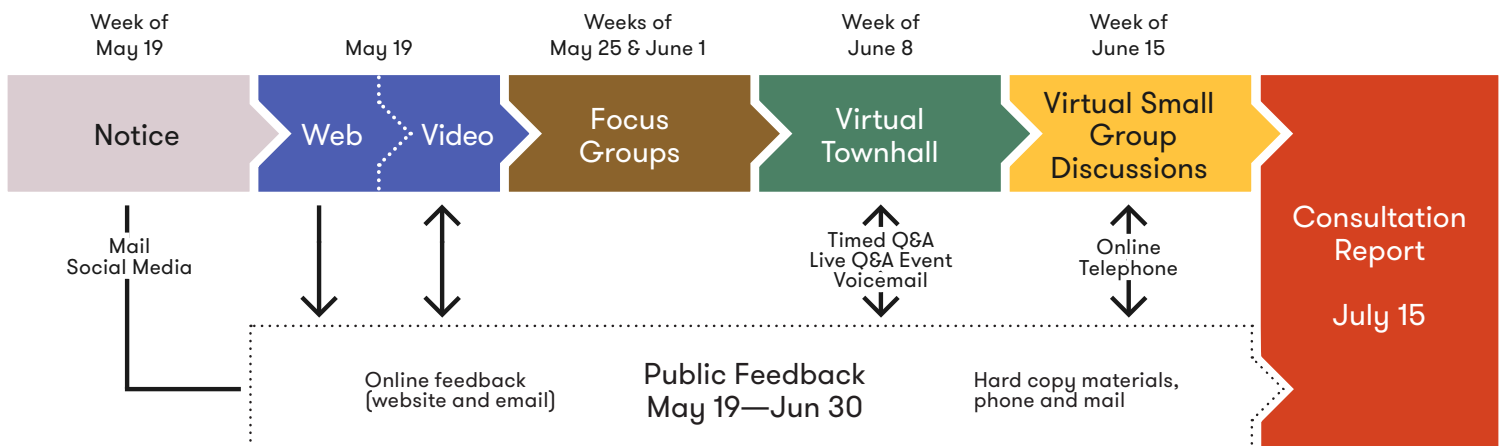 Week of
May 19
May 19
Weeks of
May 25 & June 1
Week of
June 8
Week of
June 15
Notice
Web
Video
Focus
Groups
Virtual
Townhall
Virtual Small
Group
Discussions
Consultation
Report
July 15
Mail
Social Media
Timed Q&A
Live Q&A Event
Voicemail
Online
Telephone
Online feedback
(website and email)
Public Feedback
May 19—Jun 30
Hard copy materials,
phone and mail